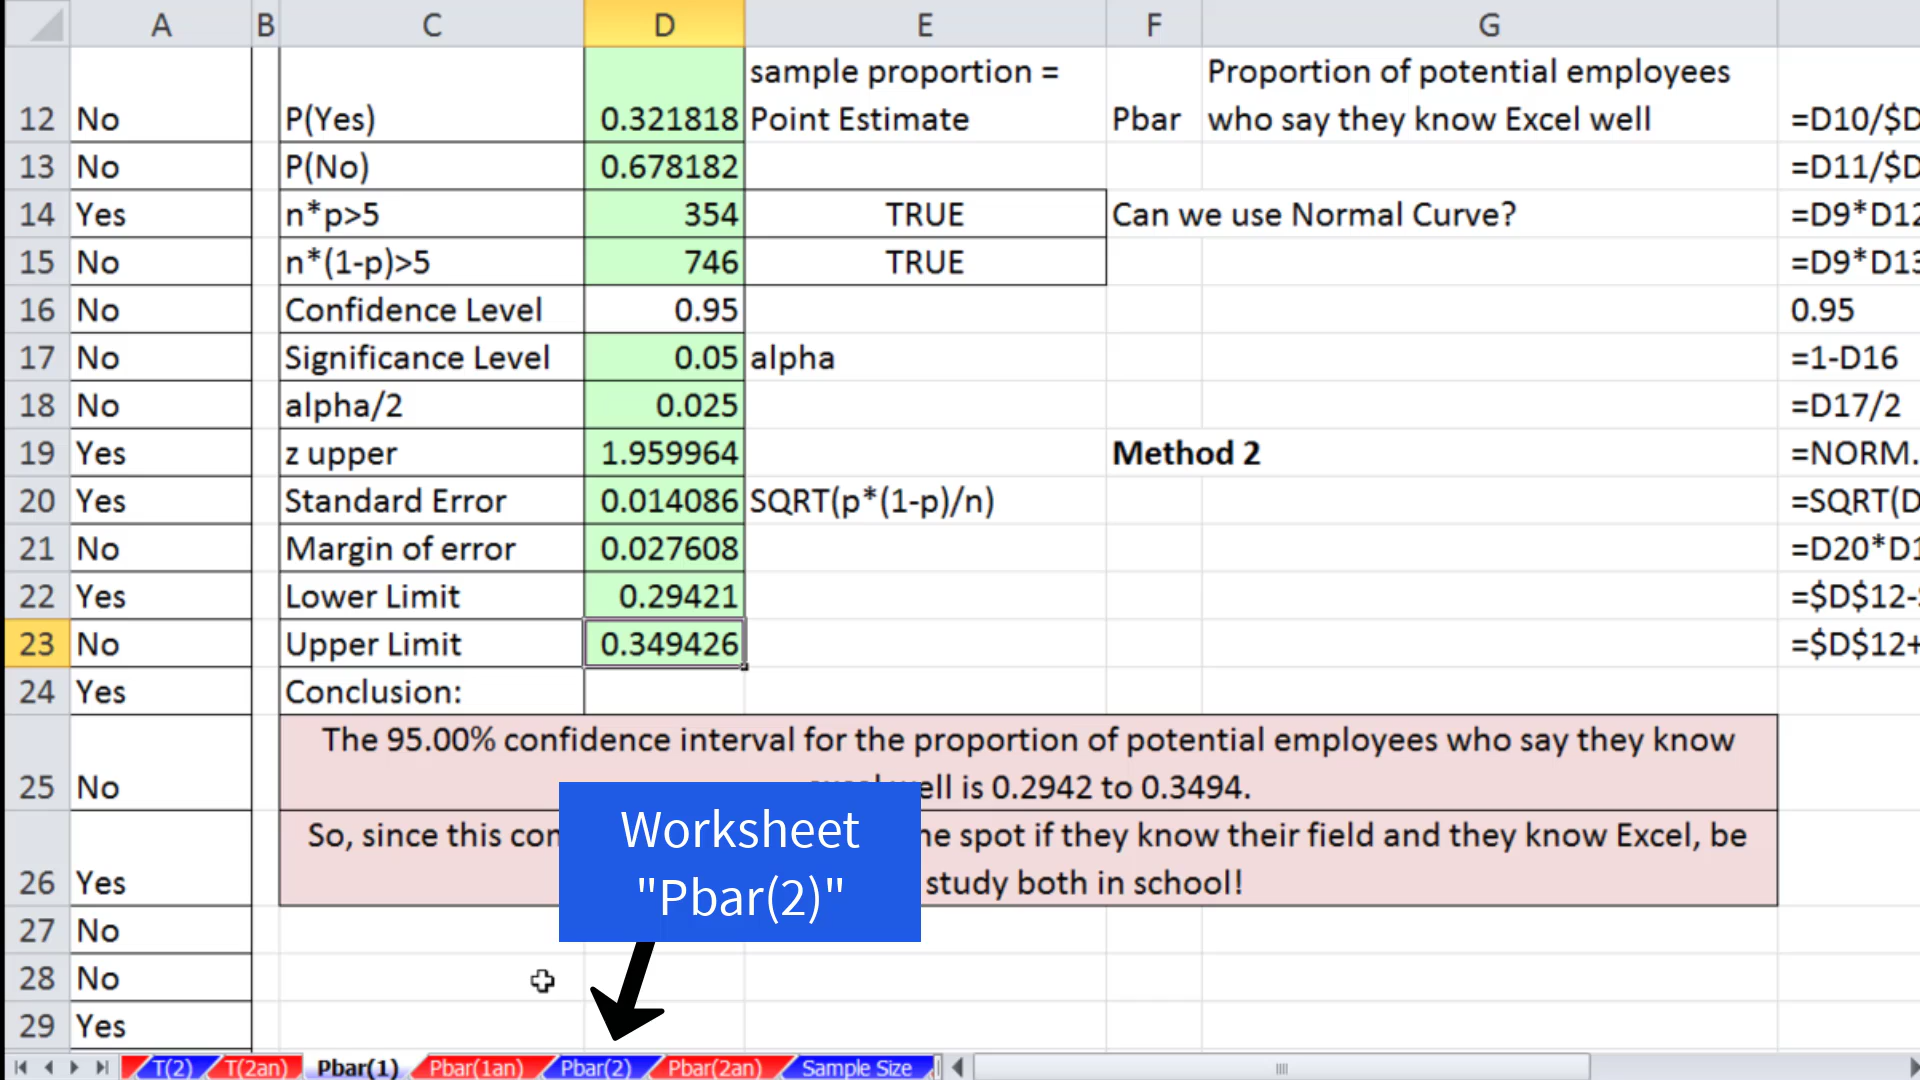 A B C D E F G
sample proportion = Proportion of potential employees
12 No P(Yes) 0.321818 Point Estimate Pbar who say they know Excel well =D10/$D
13 No P(No) 0.678182 =D11/$D
14 Yes n*p>5 354 TRUE Can we use Normal Curve? =D9*D12
15 No n*(1-p)>5 746 TRUE =D9*D13
16 No Confidence Level 0.95 0.95
17 No Significance Level 0.05 alpha =1-D16
18 No alpha/2 0.025 =D17/2
19 Yes z upper 1.959964 Method 2 =NORM.
20 Yes Standard Error 0.014086 SQRT(p*(1-p)/n) =SQRT(D
21 No Margin of error 0.027608 =D20*D1
22 Yes Lower Limit 0.29421 =$D$12-
23 No Upper Limit 0.349426 =$D$12+
24 Yes Conclusion:
The 95.00% confidence interval for the proportion of potential employees who say they know
25 No ell is 0.2942 to 0.3494.
So, since this con he spot if they know their field and they know Excel, be
26 Yes study both in school!
Worksheet
"Pbar(2)"
27 No
28 No
29 Yes
T(2) T(2an) Pbar(1) Pbar(1an) Pbar(2) Pbar(2an) Sample Size